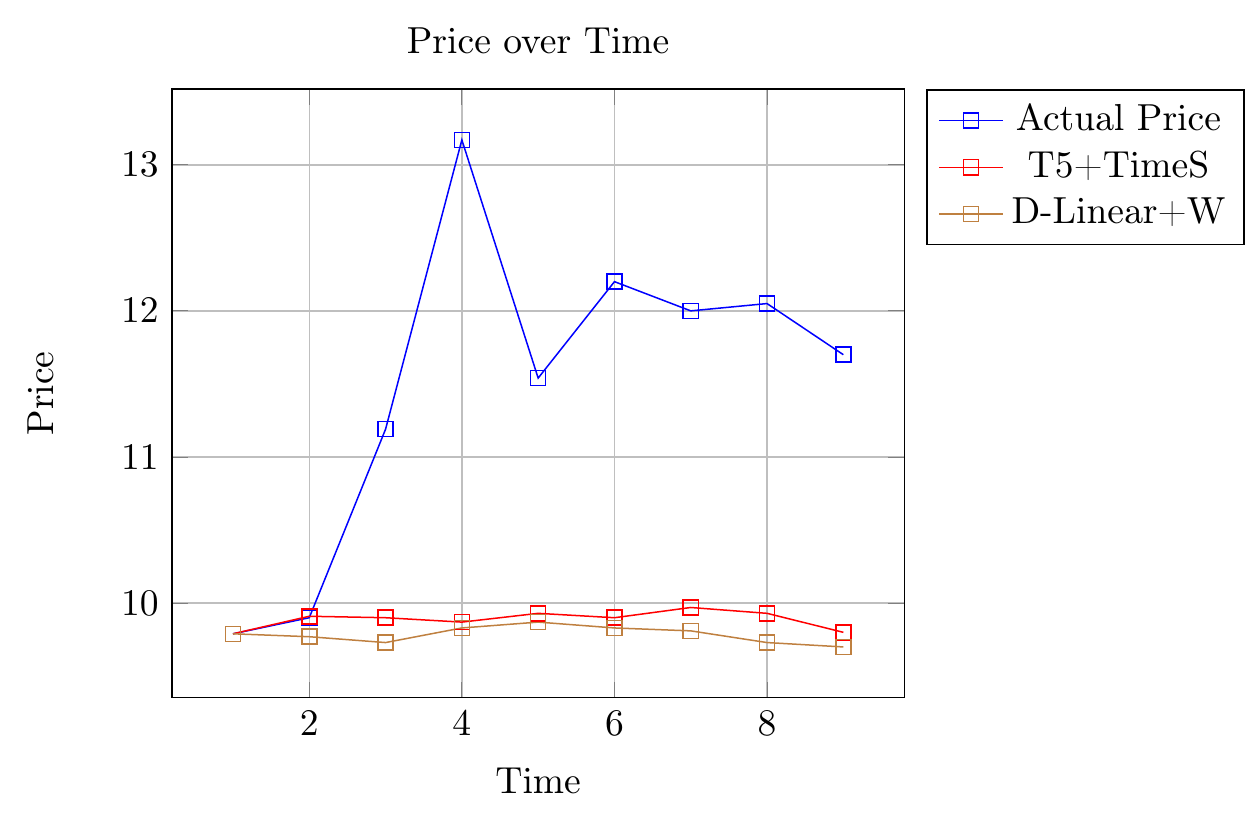 Price over Time
Actual Price
T5+TimeS
D-Linear+W
13
12
11
10
Price
2 4 6 8
Time